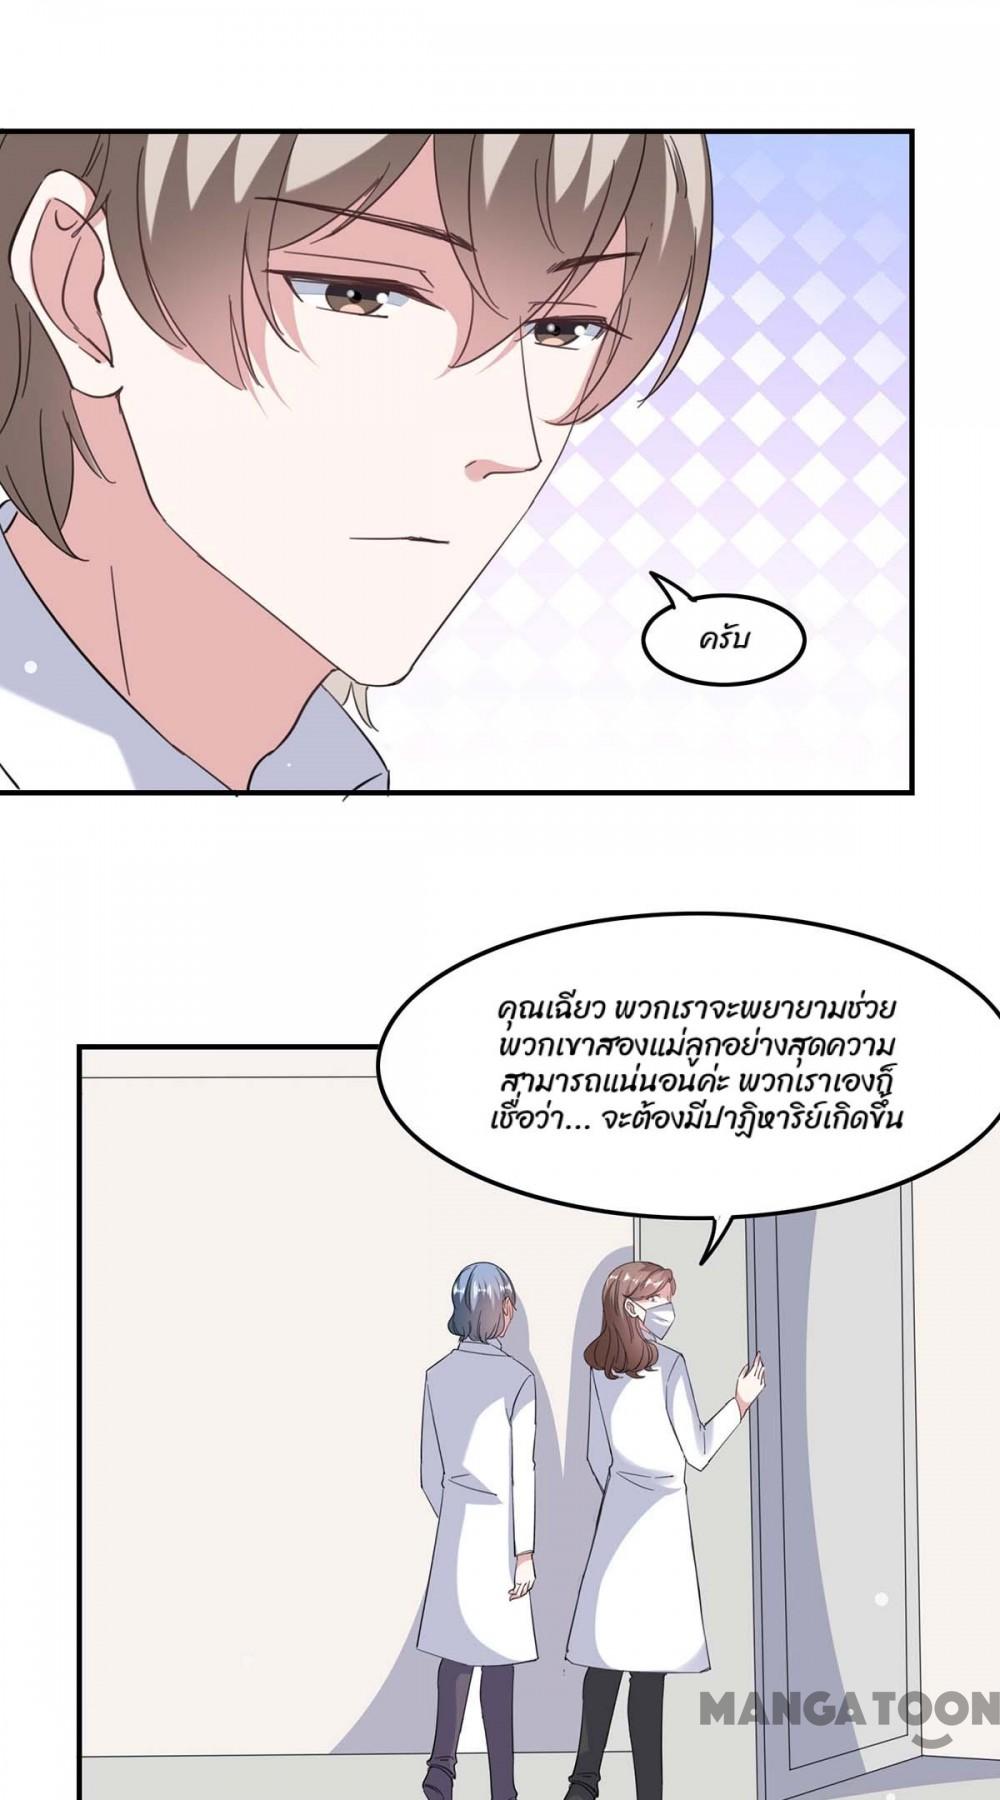 ครับ
คุณเฉียว พวกเราจะพยายามช่วย
พวกเขาสองแม่ลูกอย่างสุดความ
สามารถแน่นอนค่ะ พวกเราเองก็
เชื่อว่า... จะต้องมีปาฏิหาริย์เกิดขึ้น
MANGATOON